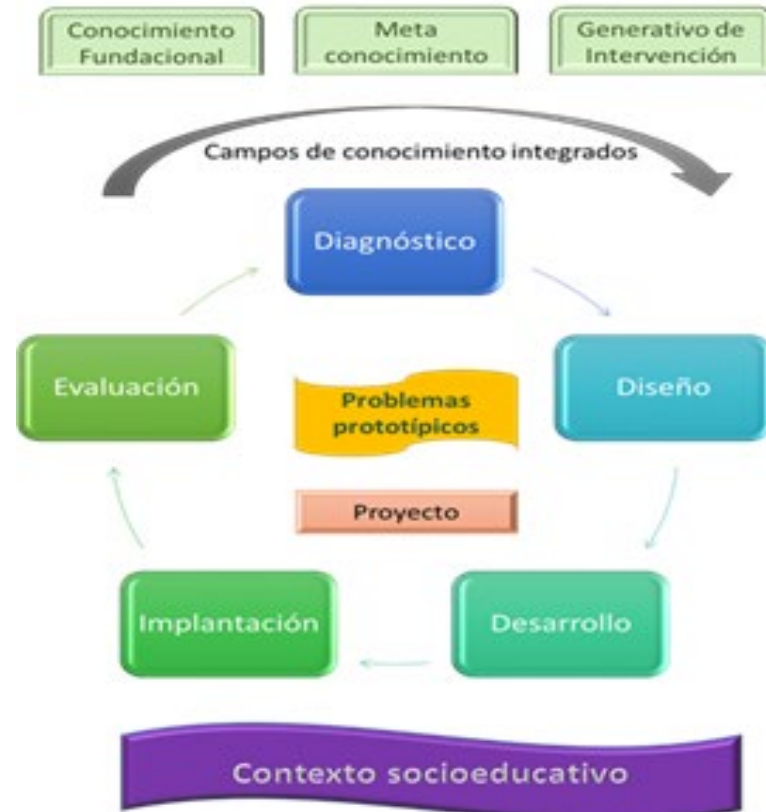 Conocimiento
Fundacional
Meta
conocimiento
Generativo de
Intervención
Campos de conocimiento integrados
Diagnóstico
Evaluación
Problemas
prototípicos
Diseño
Proyecto
Implantación
Desarrollo
Contexto socioeducativo